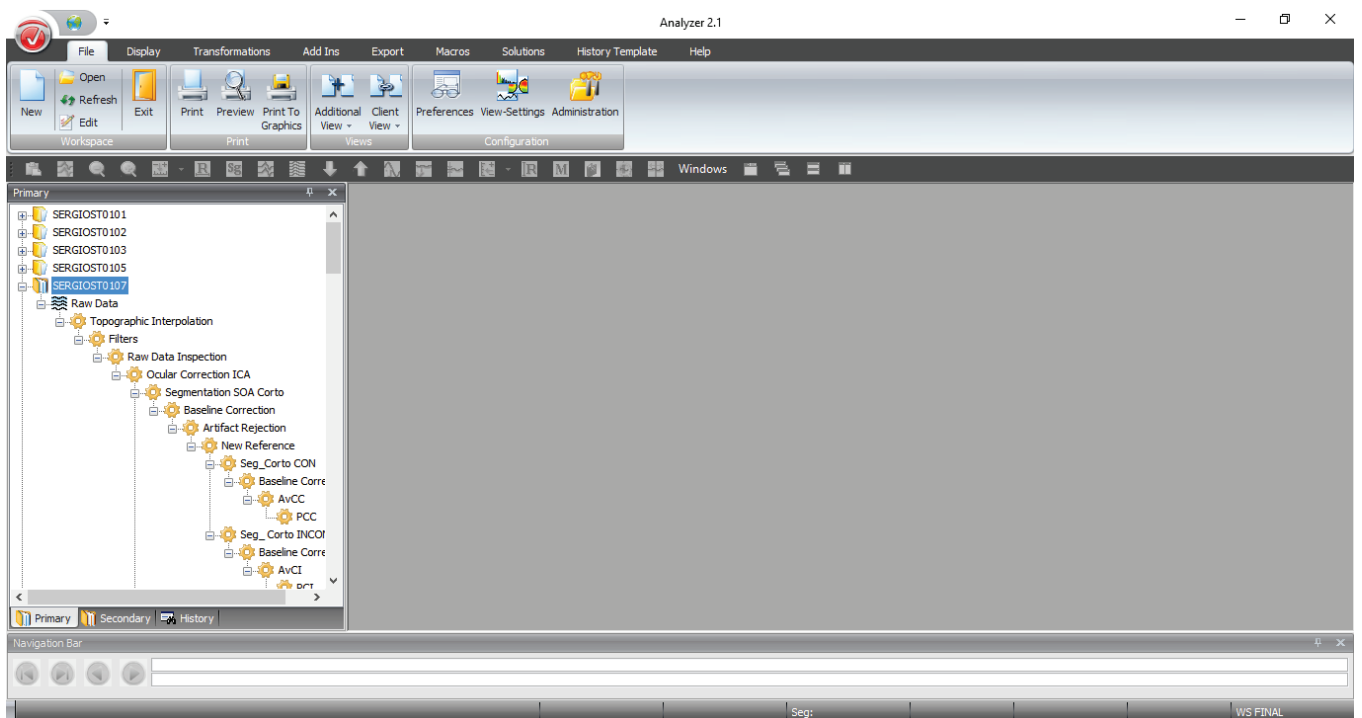 Analyzer 2.1
File Display Transformations Add Ins Export Macros Solutions History Template Help
New
Open
Refresh
Edit
Exit
Print Preview Print To Graphics
Additional View Client View
Preferences View-Settings Administration
Workspace Print Views Configuration
R Sg R M Windows
Primary
SERGIOST0101
SERGIOST0102
SERGIOST0103
SERGIOST0105
SERGIOST0107
Raw Data
Topographic Interpolation
Filters
Raw Data Inspection
Ocular Correction ICA
Segmentation SOA Corto
Baseline Correction
Artifact Rejection
New Reference
Seg_Corto CON
Baseline Corre
AvCC
PCC
Seg_ Corto INCON
Baseline Corre
AvCI
PCI
Primary Secondary History
Navigation Bar
Seg: WS FINAL